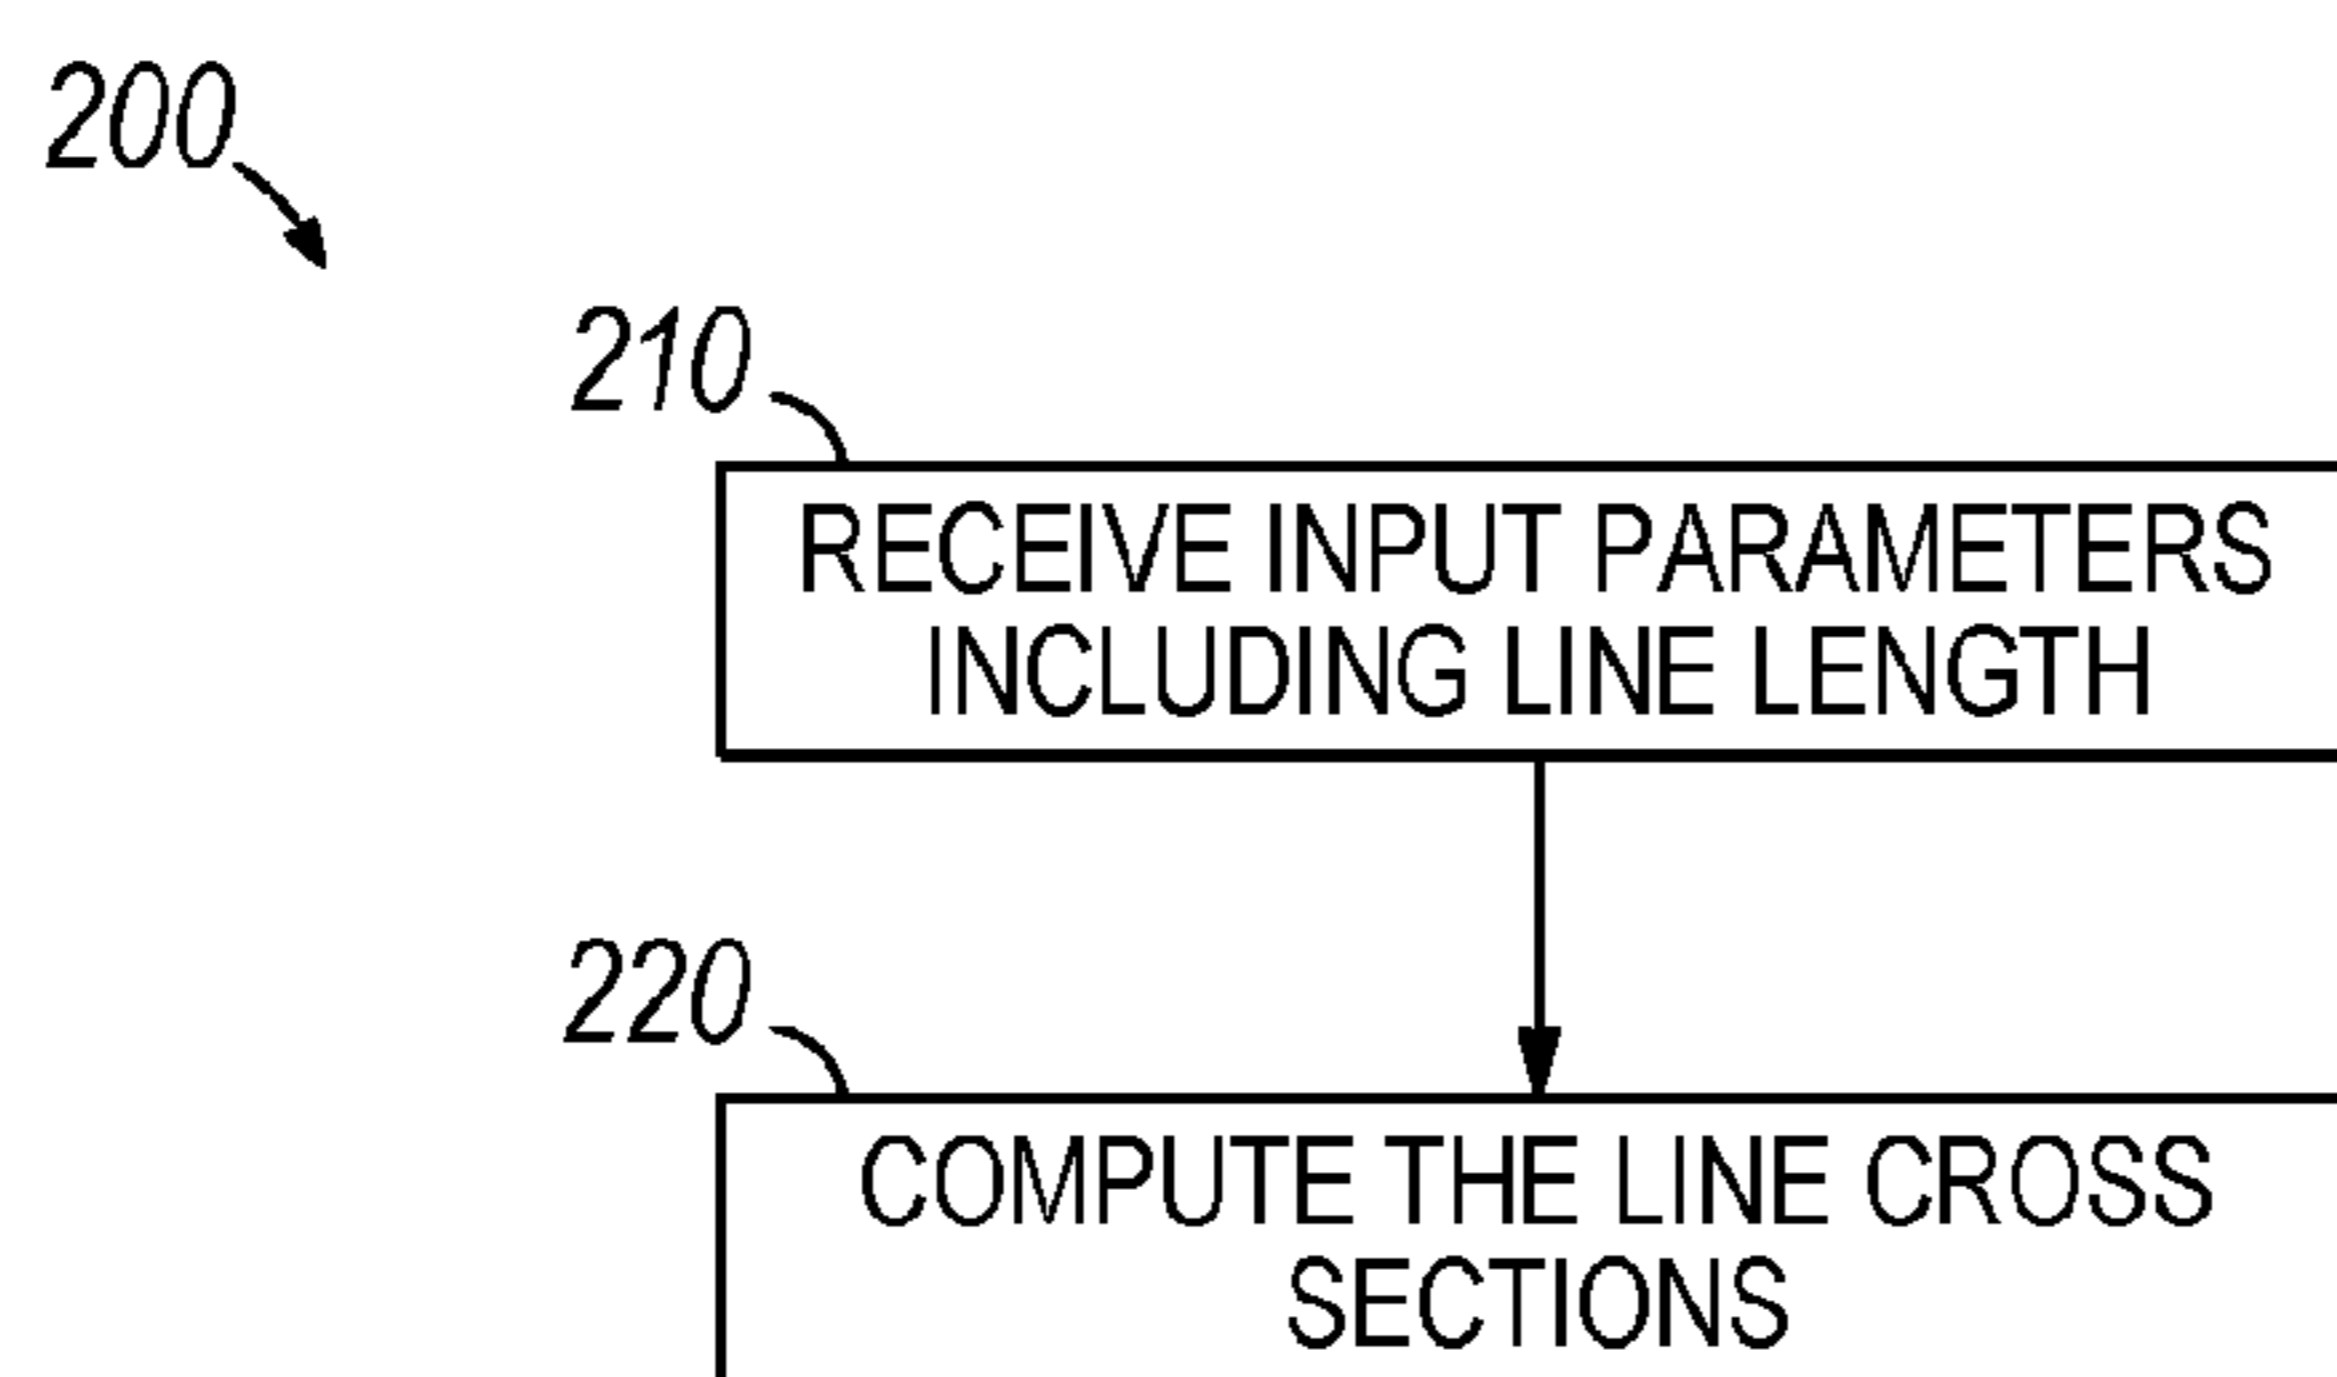 200
210
RECEIVE INPUT PARAMETERS
INCLUDING LINE LENGTH
220
COMPUTE THE LINE CROSS
SECTIONS